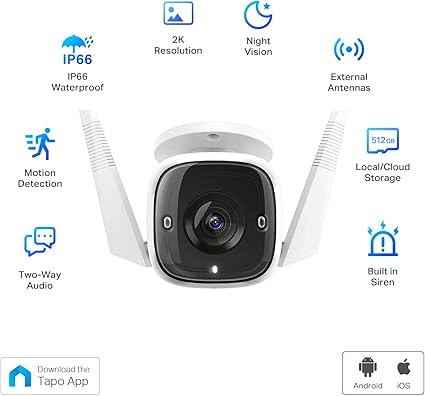 2K
Resolution
Night
Vision
IP66
IP66
Waterproof
External
Antennas
Motion
Detection
512GB
Local/Cloud
Storage
Two-Way
Audio
Built in
Siren
Download the
Tapo App
Android
iOS